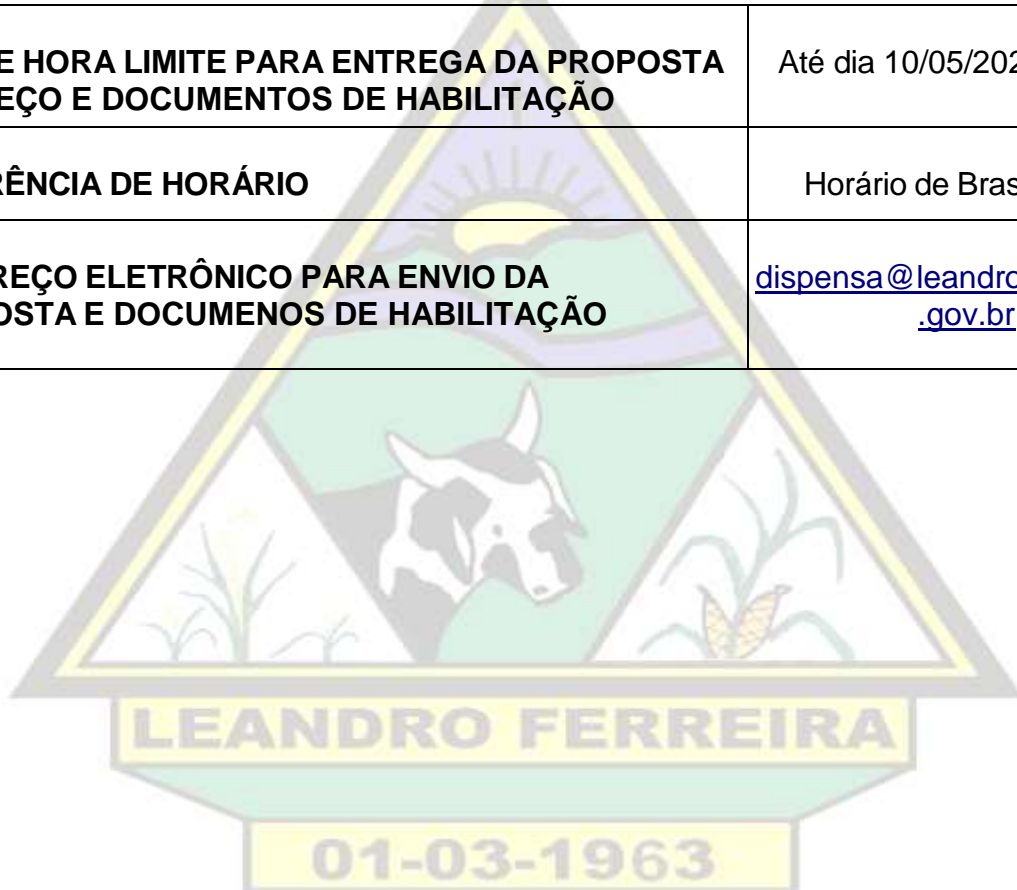 E HORA LIMITE PARA ENTREGA DA PROPOSTA
EÇO E DOCUMENTOS DE HABILITAÇÃO
Até dia 10/05/202
RÊNCIA DE HORÁRIO
Horário de Bras
REÇO ELETRÔNICO PARA ENVIO DA
OSTA E DOCUMENOS DE HABILITAÇÃO
dispensa@leandro
.gov.br
LEANDRO FERREIRA
01-03-1963